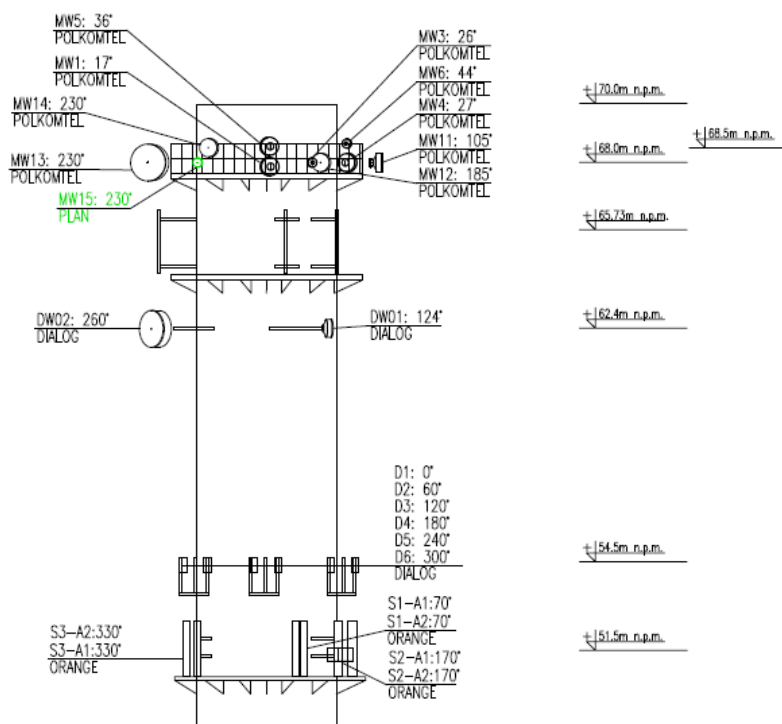 MW5: 36°
POLKOMTEL
MW1: 17°
POLKOMTEL
MW14: 230°
POLKOMTEL
MW13: 230°
POLKOMTEL
MW15: 230°
PLAN
MW3: 26°
POLKOMTEL
MW6: 44°
POLKOMTEL
MW4: 27°
POLKOMTEL
MW11: 105°
POLKOMTEL
MW12: 185°
POLKOMTEL
+ 70.0m n.p.m.
+ 68.5m n.p.m.
+ 68.0m n.p.m.
+ 65.73m n.p.m.
DW02: 260°
DIALOG
DW01: 124°
DIALOG
+ 62.4m n.p.m.
D1: 0°
D2: 60°
D3: 120°
D4: 180°
D5: 240°
D6: 300°
DIALOG
+ 54.5m n.p.m.
S3-A2:330°
S3-A1:330°
ORANGE
S1-A1:70°
S1-A2:70°
ORANGE
S2-A1:170°
S2-A2:170°
ORANGE
+ 51.5m n.p.m.